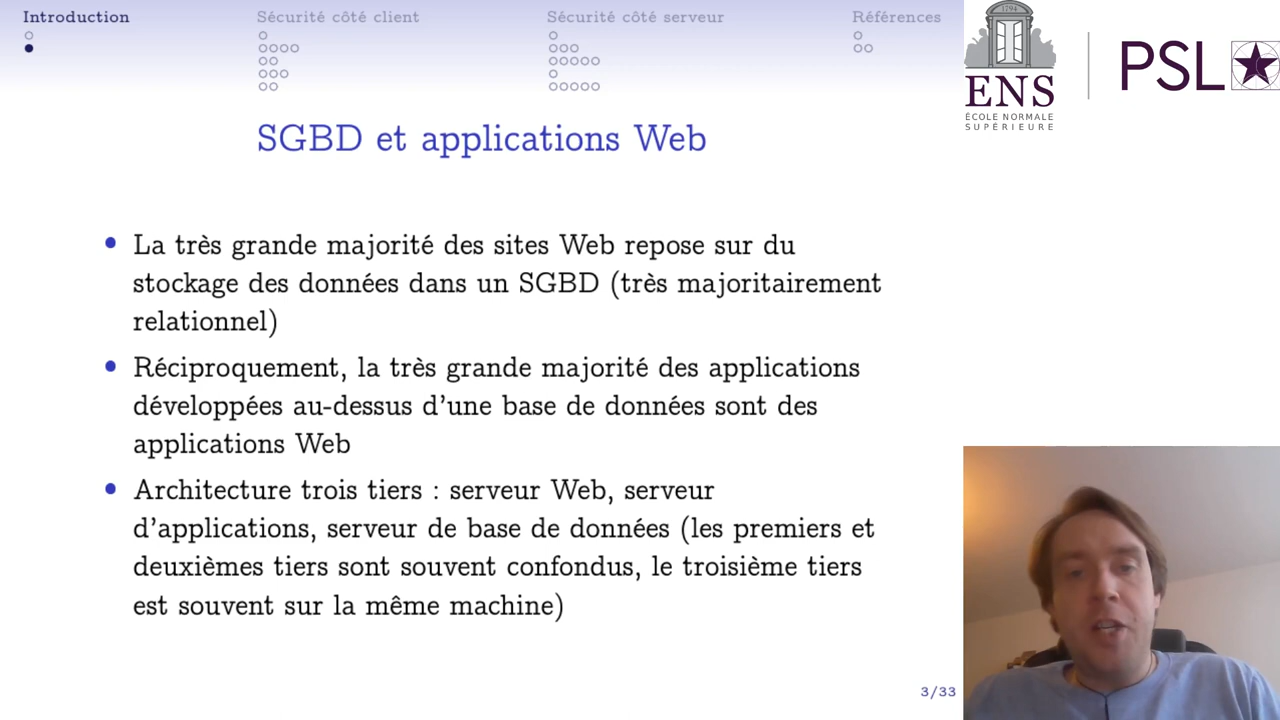 Introduction
Sécurité côté client
Sécurité côté serveur
Références
1794
ENS
ÉCOLE NORMALE
SUPÉRIEURE
PSL
SGBD et applications Web
La très grande majorité des sites Web repose sur du
stockage des données dans un SGBD (très majoritairement
relationnel)
Réciproquement, la très grande majorité des applications
développées au-dessus d'une base de données sont des
applications Web
Architecture trois tiers : serveur Web, serveur
d'applications, serveur de base de données (les premiers et
deuxièmes tiers sont souvent confondus, le troisième tiers
est souvent sur la même machine)
3/33